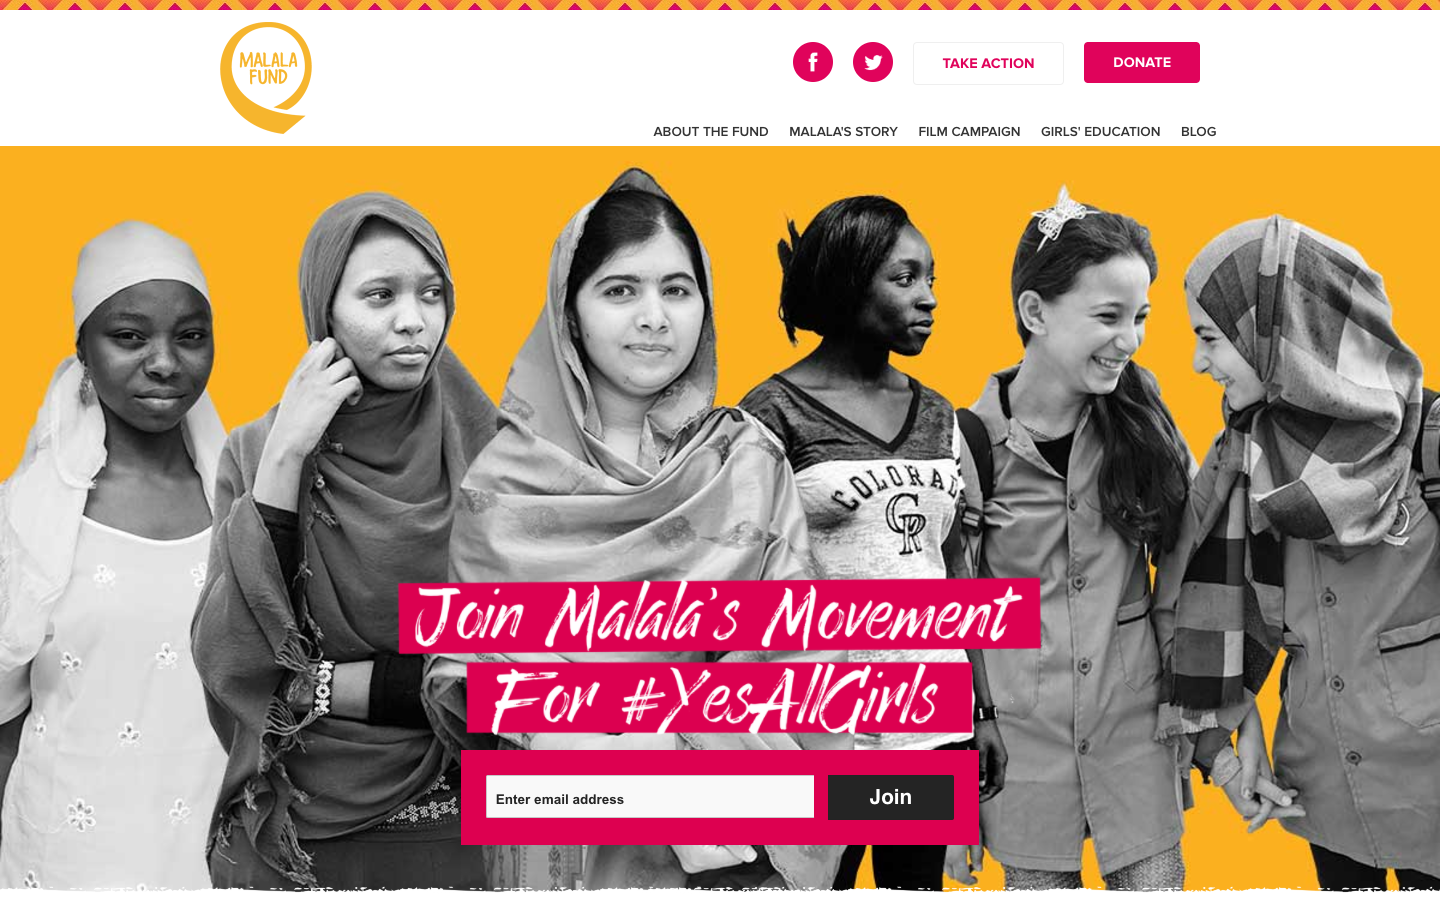 MALALA
FUND
f
TAKE ACTION
DONATE
ABOUT THE FUND
MALALA'S STORY
FILM CAMPAIGN
GIRLS' EDUCATION
BLOG
COLORAD
CR
Join Malala's Movement
For #YesAllGirls
Enter email address
Join